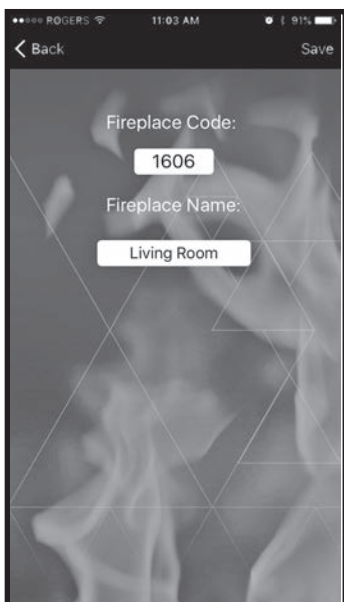 ROGERS 11:03 AM 91%
Back Save
Fireplace Code:
1606
Fireplace Name:
Living Room